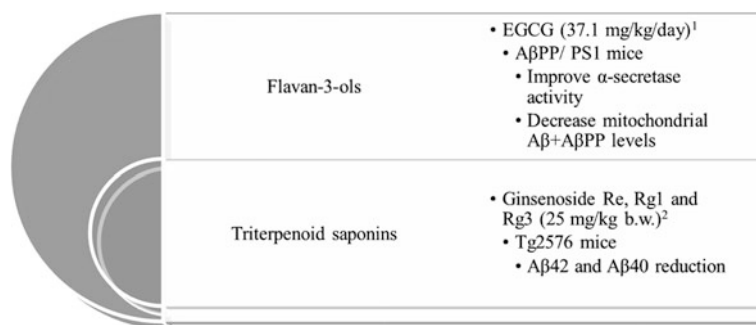 Flavan-3-ols
• EGCG (37.1 mg/kg/day)¹
• AβPP/ PS1 mice
• Improve α-secretase
activity
• Decrease mitochondrial
Aβ+AβPP levels
Triterpenoid saponins
• Ginsenoside Re, Rg1 and
Rg3 (25 mg/kg b.w.)²
• Tg2576 mice
• Aβ42 and Aβ40 reduction